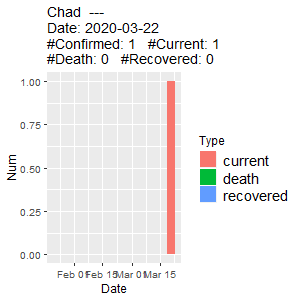 Chad  ---
Date: 2020-03-22
#Confirmed: 1   #Current: 1
#Death: 0   #Recovered: 0
1.00
0.75
0.50
0.25
0.00
Num
Feb 01 Feb 15 Mar 01 Mar 15
Date
Type
current
death
recovered